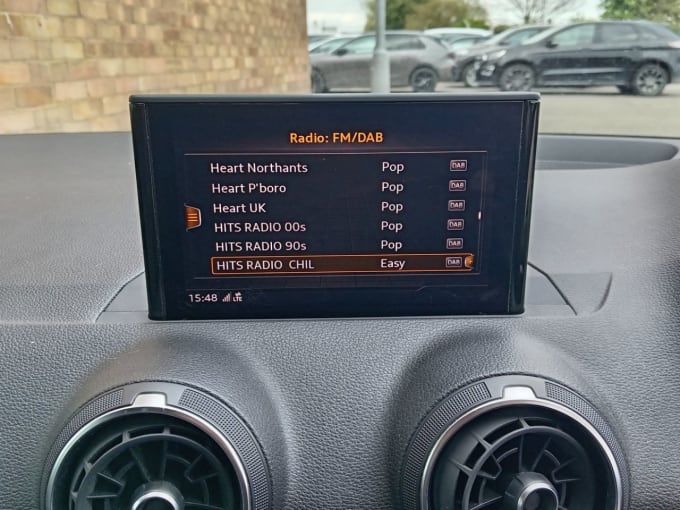 Radio: FM/DAB
Heart Northants Pop DAB
Heart P'boro Pop DAB
Heart UK Pop DAB
HITS RADIO 00s Pop DAB
HITS RADIO 90s Pop DAB
HITS RADIO CHIL Easy DAB
15:48 LTE